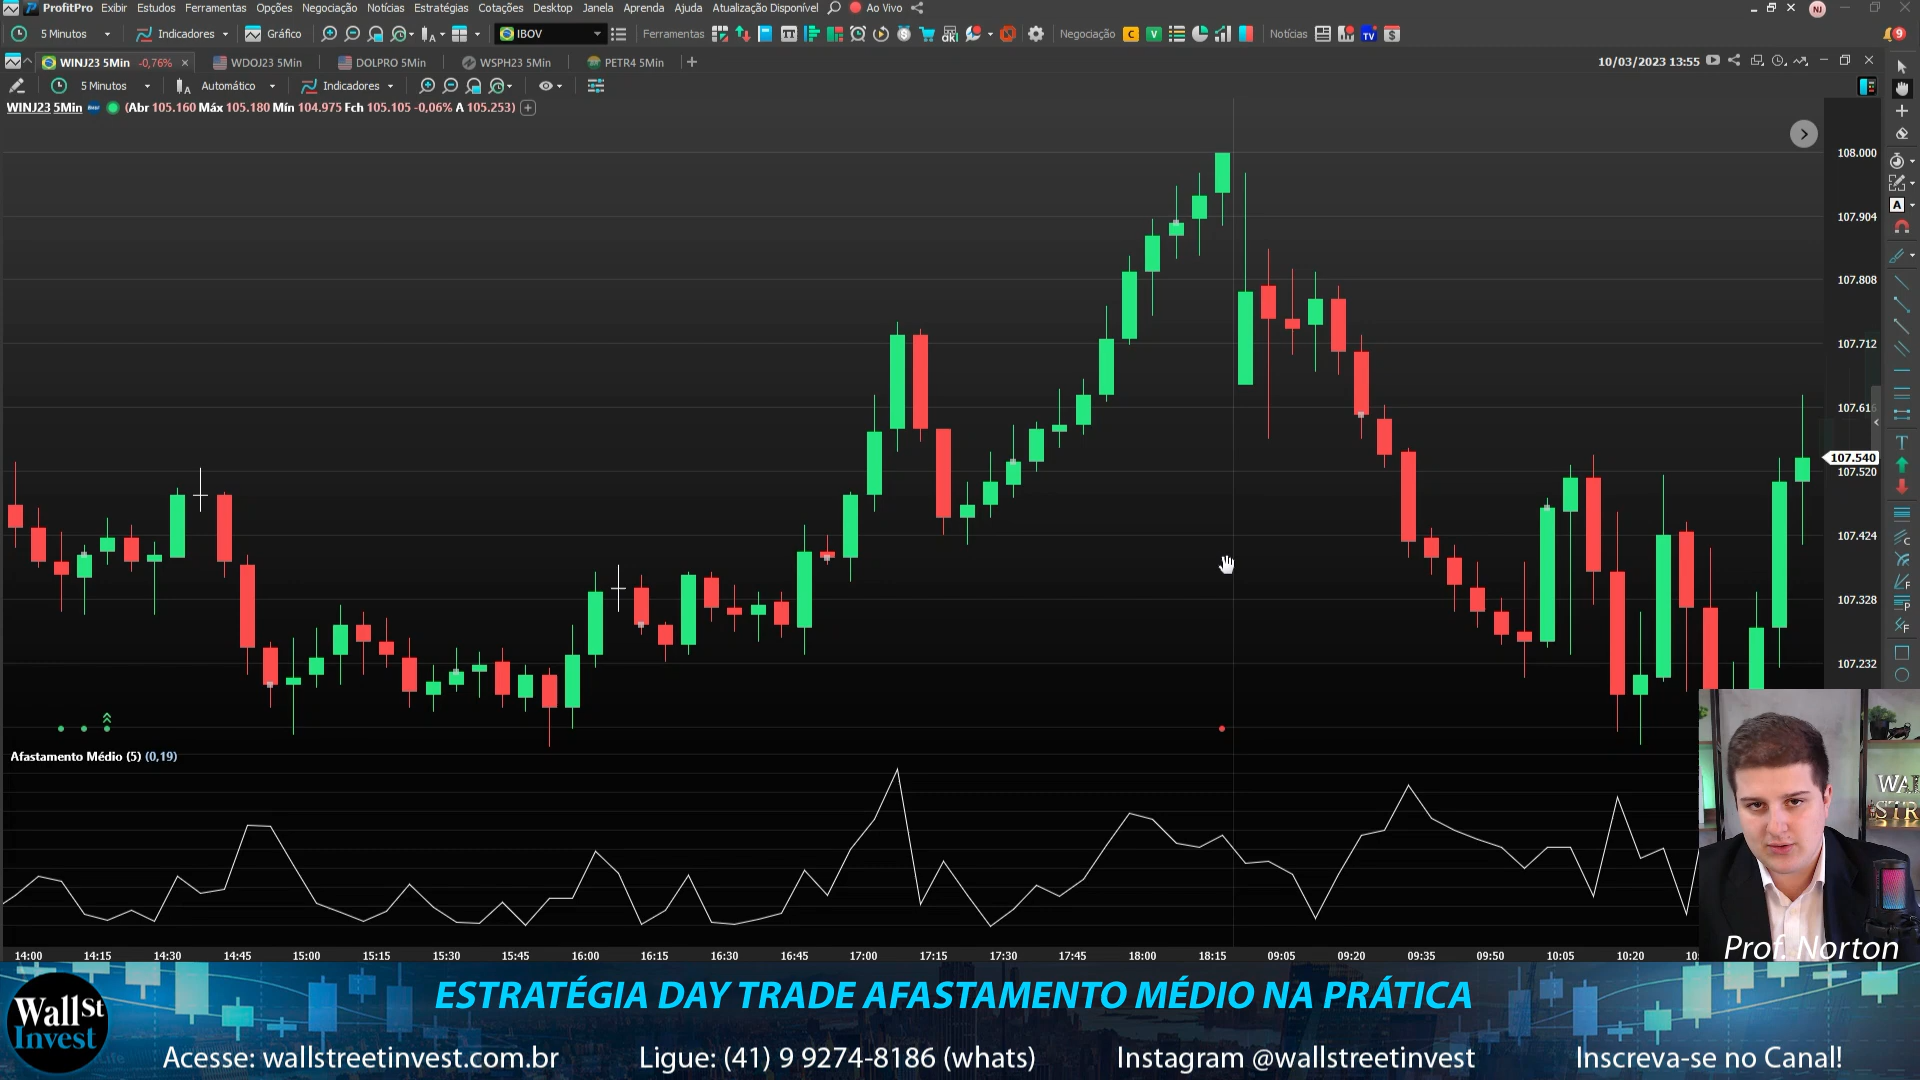 ProfitPro Exibir Estudos Ferramentas Opções Negociação Notícias Estratégias Cotações Desktop Janela Aprenda Ajuda Atualização Disponível Ao Vivo NJ
5 Minutos Indicadores Gráfico IBOV Ferramentas Negociação C V Notícias TV $ 9
WINJ23 5Min -0,76% WDOJ23 5Min DOLPRO 5Min WSPH23 5Min PETR4 5Min 10/03/2023 13:55
5 Minutos Automático Indicadores
WINJ23 5Min (Abr 105.160 Máx 105.180 Mín 104.975 Fch 105.105 -0,06% A 105.253)
108.000
107.904
107.808
107.712
107.616
107.540
107.520
107.424
107.328
107.232
Afastamento Médio (5) (0,19)
14:00 14:15 14:30 14:45 15:00 15:15 15:30 15:45 16:00 16:15 16:30 16:45 17:00 17:15 17:30 17:45 18:00 18:15 09:05 09:20 09:35 09:50 10:05 10:20
Prof. Norton
ESTRATÉGIA DAY TRADE AFASTAMENTO MÉDIO NA PRÁTICA
Wall St
Invest
Acesse: wallstreetinvest.com.br Ligue: (41) 9 9274-8186 (whats) Instagram @wallstreetinvest Inscreva-se no Canal!